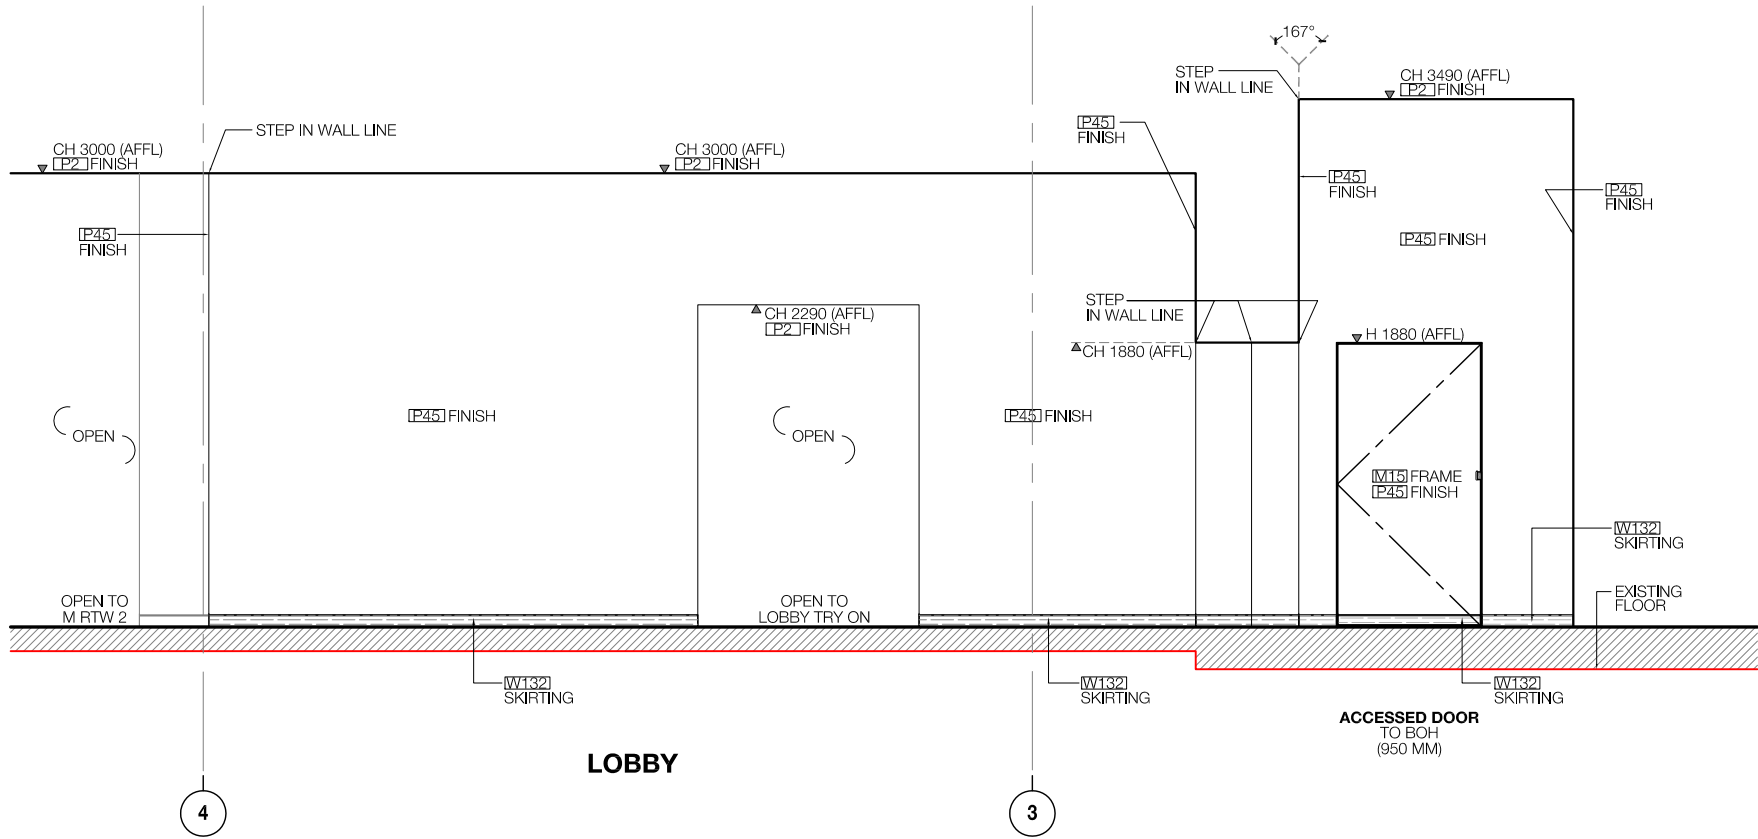 167°
STEP
IN WALL LINE
CH 3490 (AFFL)
P2 FINISH
P45
FINISH
STEP IN WALL LINE
CH 3000 (AFFL)
P2 FINISH
CH 3000 (AFFL)
P2 FINISH
P45
FINISH
P45
FINISH
P45
FINISH
P45 FINISH
STEP
IN WALL LINE
CH 2290 (AFFL)
P2 FINISH
H 1880 (AFFL)
CH 1880 (AFFL)
OPEN
P45 FINISH
OPEN
P45 FINISH
M15 FRAME
P45 FINISH
W132
SKIRTING
OPEN TO
M RTW 2
OPEN TO
LOBBY TRY ON
EXISTING
FLOOR
W132
SKIRTING
W132
SKIRTING
W132
SKIRTING
ACCESSED DOOR
TO BOH
(950 MM)
LOBBY
4
3